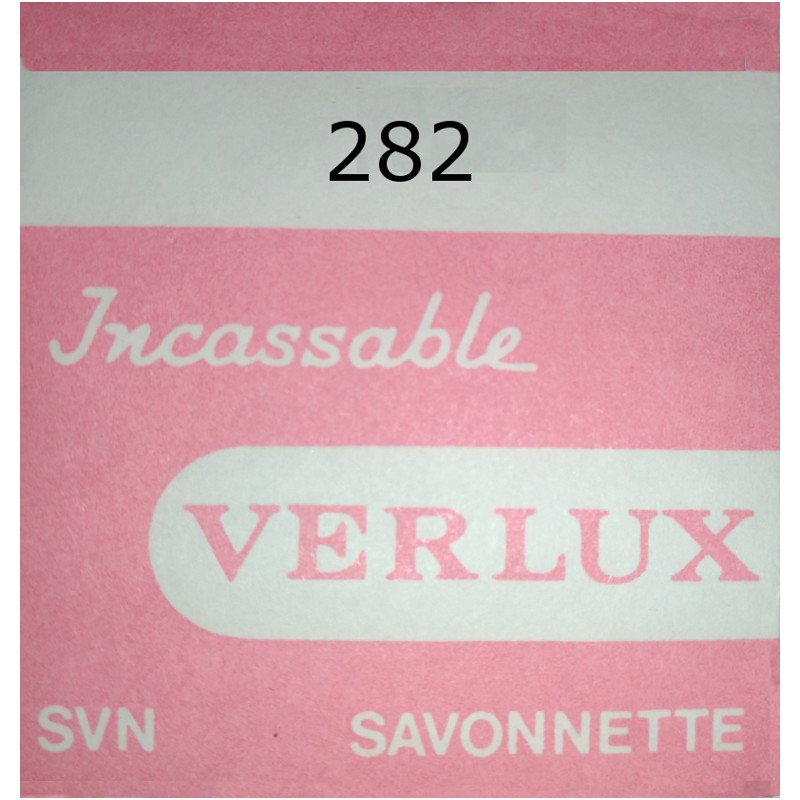 282
Incassable
VERLUX
SVN SAVONNETTE